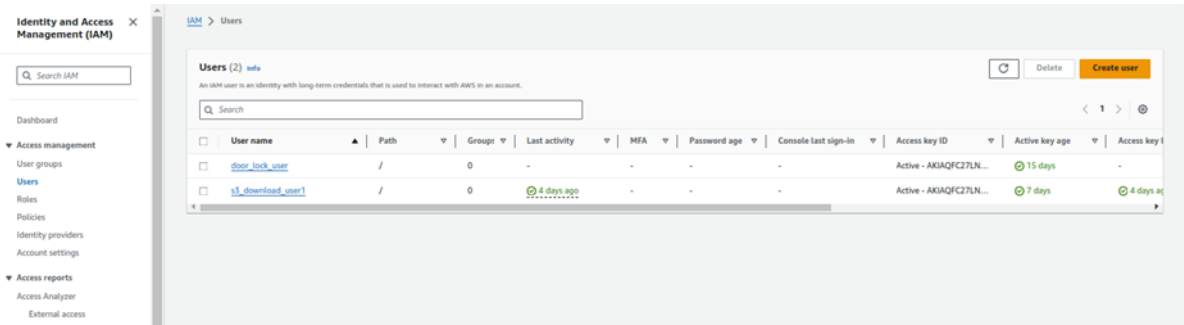 Identity and Access
Management (IAM)
Search IAM
Dashboard
Access management
User groups
Users
Roles
Policies
Identity providers
Account settings
Access reports
Access Analyzer
External access
IAM > Users
Users (2) Info
An IAM user is an identity with long-term credentials that is used to interact with AWS in an account.
Delete
Create user
Search
< 1 >
User name Path Groups Last activity MFA Password age Console last sign-in Access key ID Active key age Access key l
door_lock_user / 0 - - - - Active - AKIAQFC27LN... 15 days -
s3_download_user1 / 0 4 days ago - - - Active - AKIAQFC27LN... 7 days 4 days ag